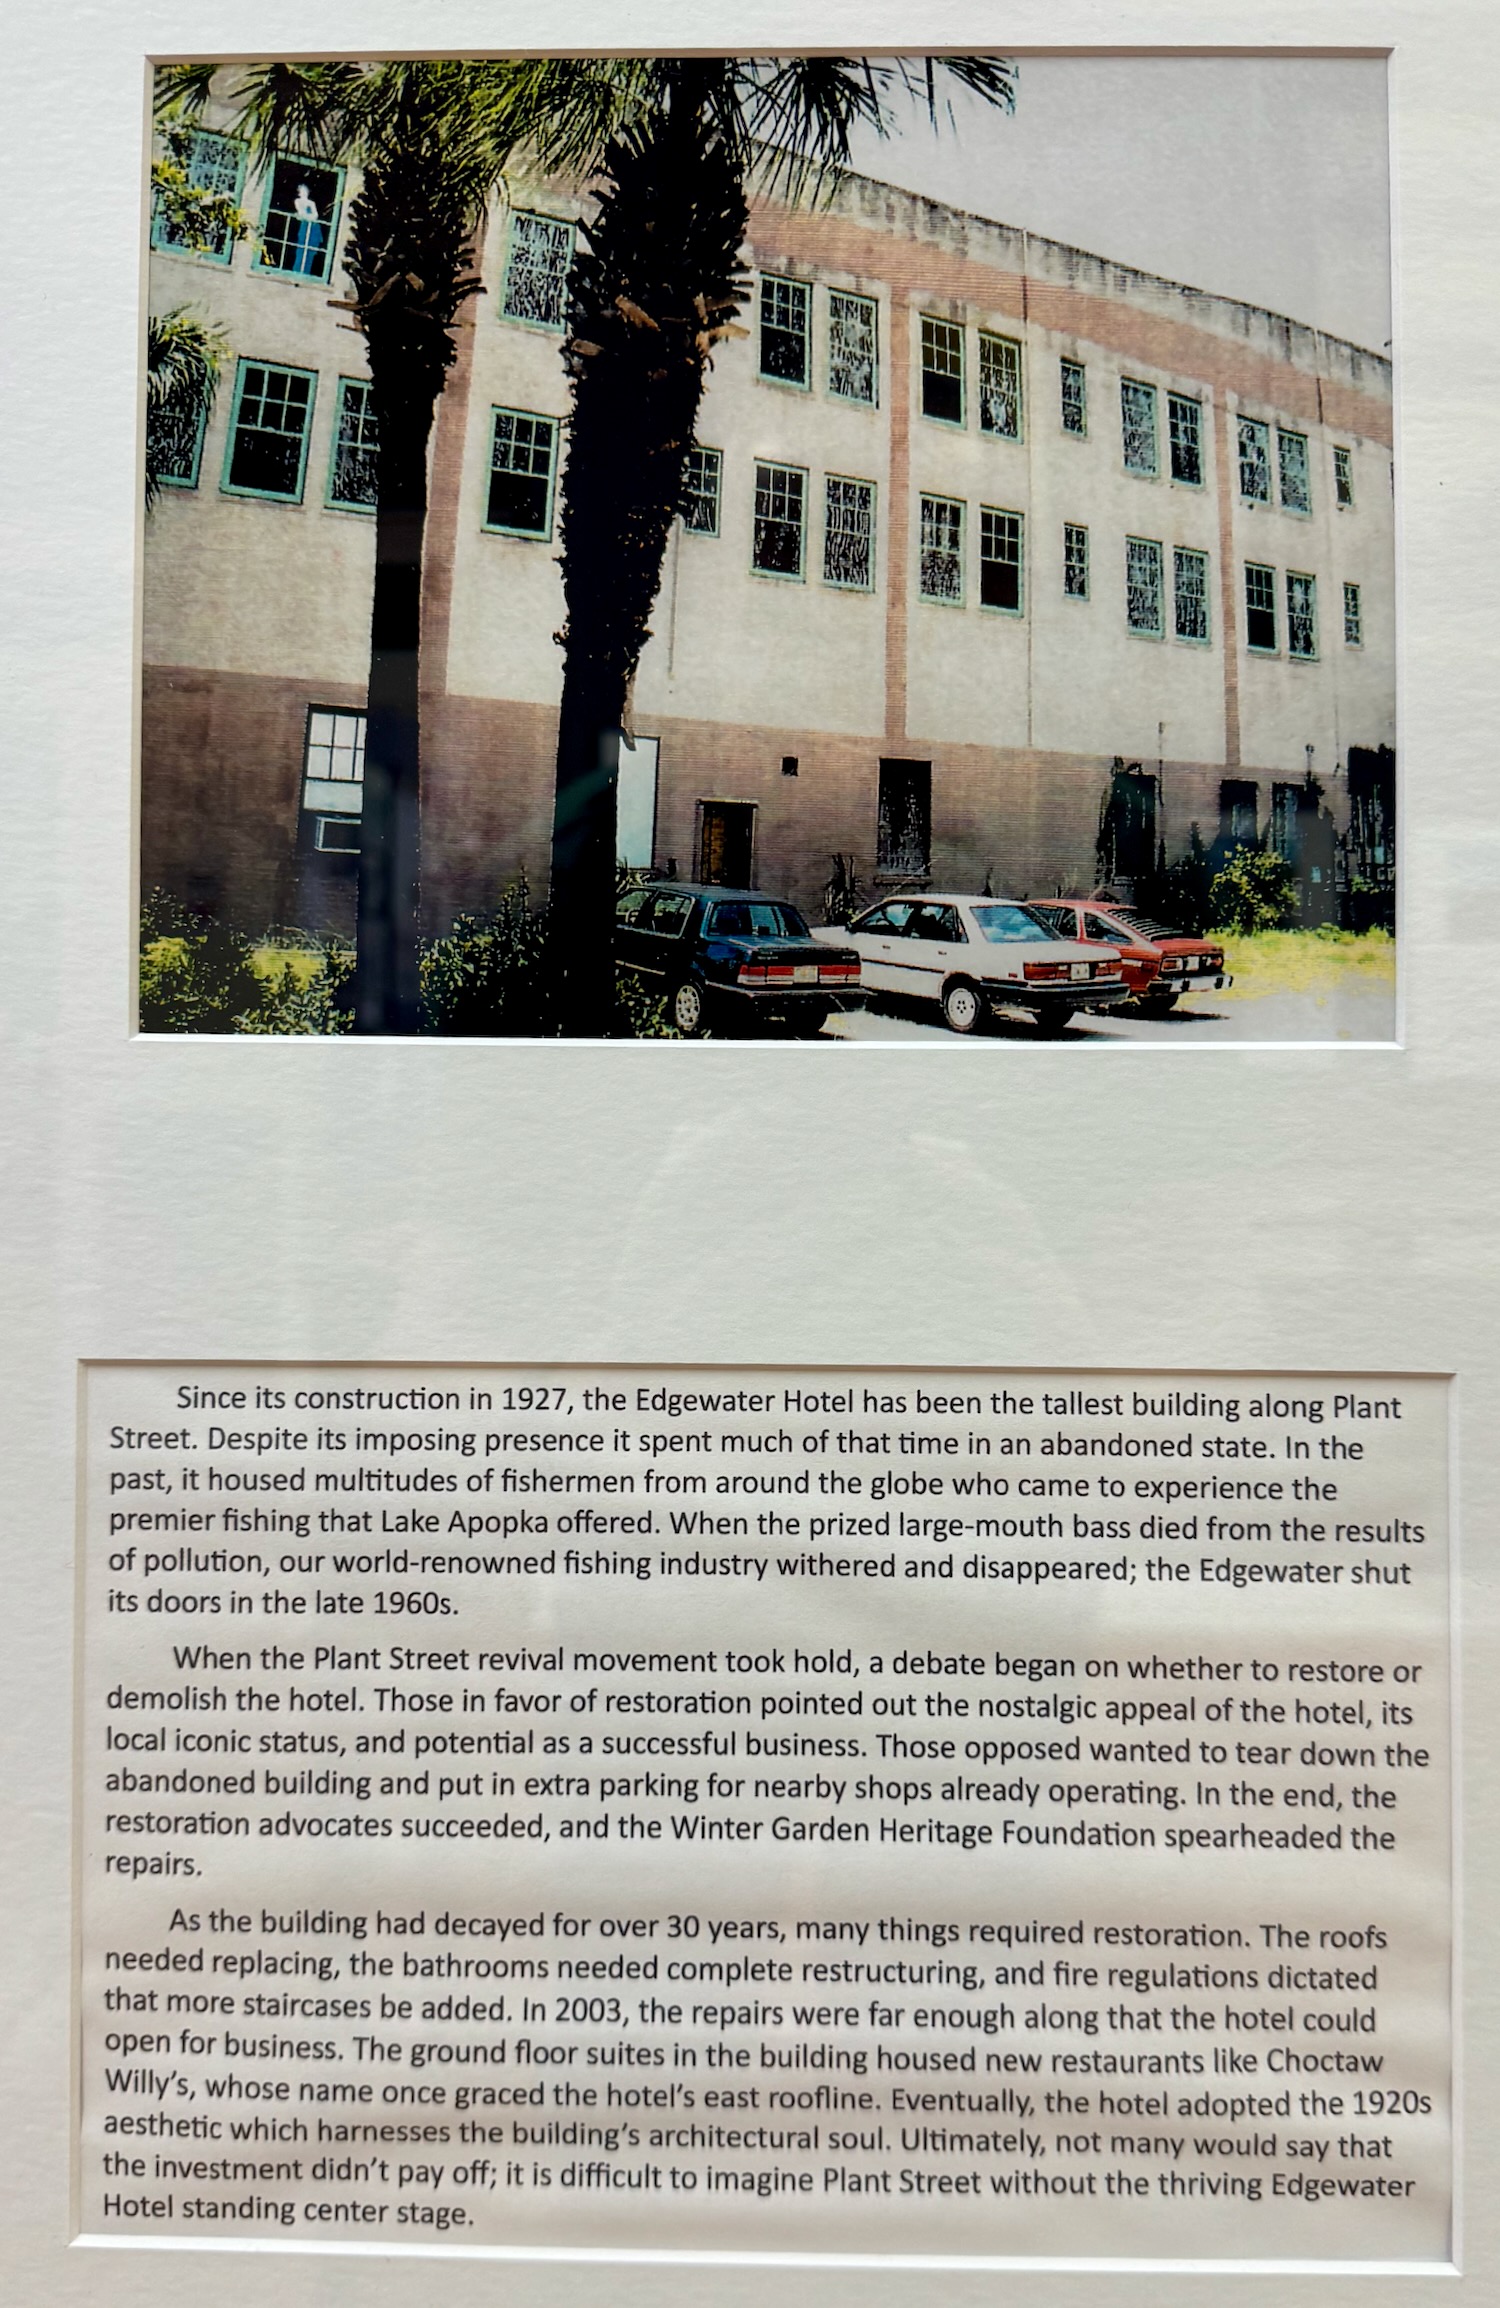 Since its construction in 1927, the Edgewater Hotel has been the tallest building along Plant
Street. Despite its imposing presence it spent much of that time in an abandoned state. In the
past, it housed multitudes of fishermen from around the globe who came to experience the
premier fishing that Lake Apopka offered. When the prized large-mouth bass died from the results
of pollution, our world-renowned fishing industry withered and disappeared; the Edgewater shut
its doors in the late 1960s.
When the Plant Street revival movement took hold, a debate began on whether to restore or
demolish the hotel. Those in favor of restoration pointed out the nostalgic appeal of the hotel, its
local iconic status, and potential as a successful business. Those opposed wanted to tear down the
abandoned building and put in extra parking for nearby shops already operating. In the end, the
restoration advocates succeeded, and the Winter Garden Heritage Foundation spearheaded the
repairs.
As the building had decayed for over 30 years, many things required restoration. The roofs
needed replacing, the bathrooms needed complete restructuring, and fire regulations dictated
that more staircases be added. In 2003, the repairs were far enough along that the hotel could
open for business. The ground floor suites in the building housed new restaurants like Choctaw
Willy's, whose name once graced the hotel's east roofline. Eventually, the hotel adopted the 1920s
aesthetic which harnesses the building's architectural soul. Ultimately, not many would say that
the investment didn't pay off; it is difficult to imagine Plant Street without the thriving Edgewater
Hotel standing center stage.